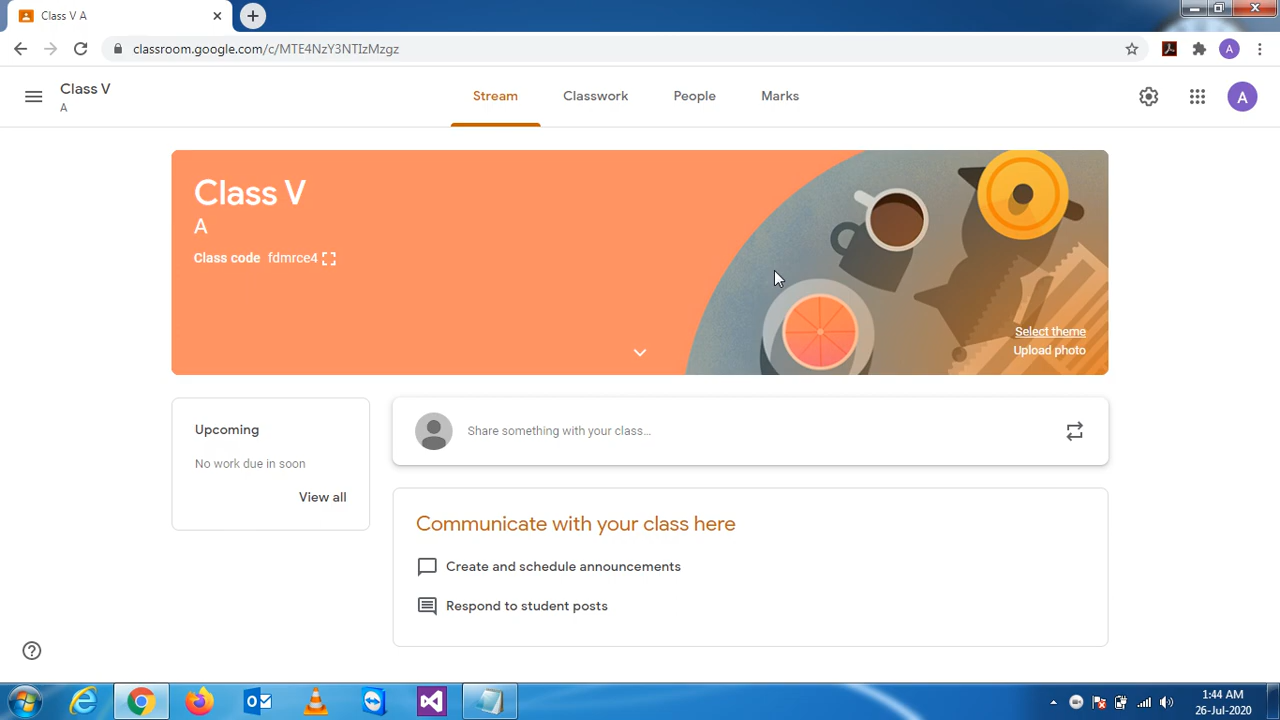 Class V A
classroom.google.com/c/MTE4NzY3NTIzMzgz
A
Class V
A
Stream
Classwork
People
Marks
A
Class V
A
Class code fdmrce4
Select theme
Upload photo
Upcoming
No work due in soon
View all
Share something with your class...
Communicate with your class here
Create and schedule announcements
Respond to student posts
1:44 AM
26-Jul-2020